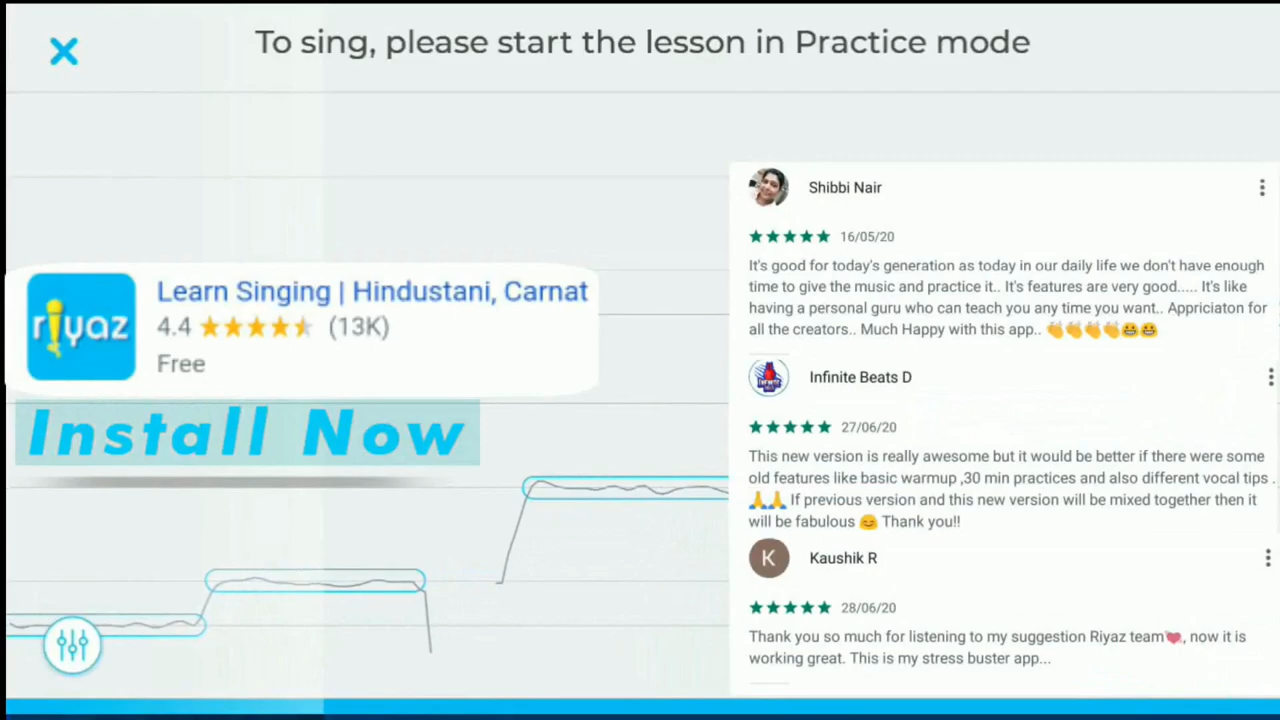 To sing, please start the lesson in Practice mode
riyaz
Learn Singing | Hindustani, Carnat
4.4 ★★★★★ (13K)
Free
Install Now
Shibbi Nair
★★★★★ 16/05/20
It's good for today's generation as today in our daily life we don't have enough
time to give the music and practice it.. It's features are very good..... It's like
having a personal guru who can teach you any time you want.. Appriciaton for
all the creators.. Much Happy with this app.. 👏👏👏👏😬😬
Infinite Beats D
★★★★★ 27/06/20
This new version is really awesome but it would be better if there were some
old features like basic warmup ,30 min practices and also different vocal tips .
🙏🙏 If previous version and this new version will be mixed together then it
will be fabulous 😊 Thank you!!
K
Kaushik R
★★★★★ 28/06/20
Thank you so much for listening to my suggestion Riyaz team💓, now it is
working great. This is my stress buster app...